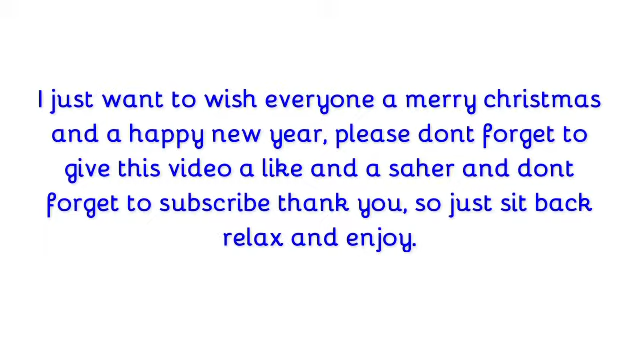 I just want to wish everyone a merry christmas
and a happy new year, please dont forget to
give this video a like and a saher and dont
forget to subscribe thank you, so just sit back
relax and enjoy.